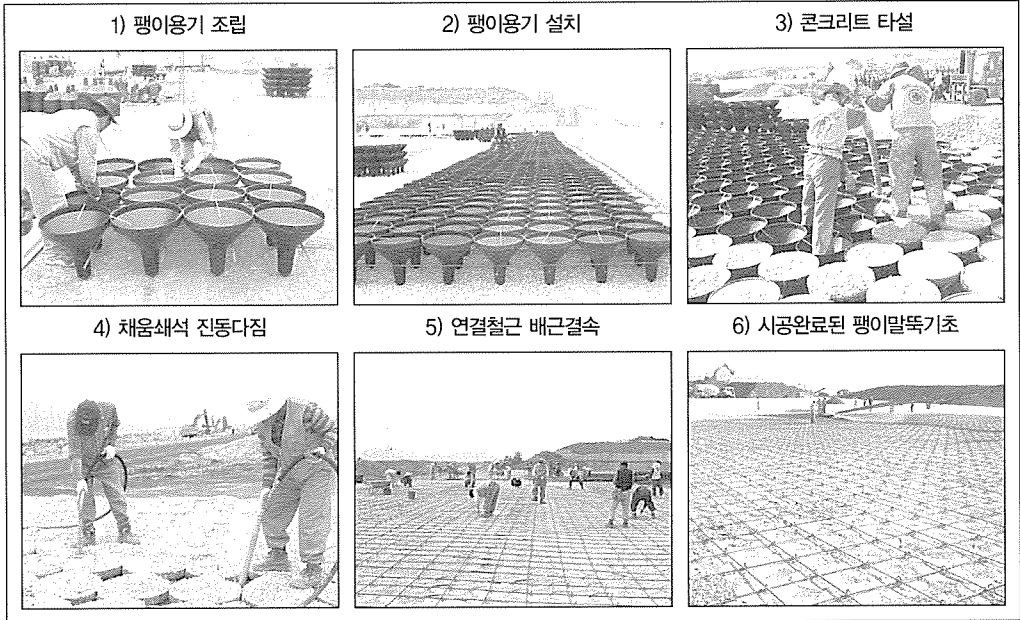 1) 팽이용기 조립
2) 팽이용기 설치
3) 콘크리트 타설
4) 채움쇄석 진동다짐
5) 연결철근 배근결속
6) 시공완료된 팽이말뚝기초